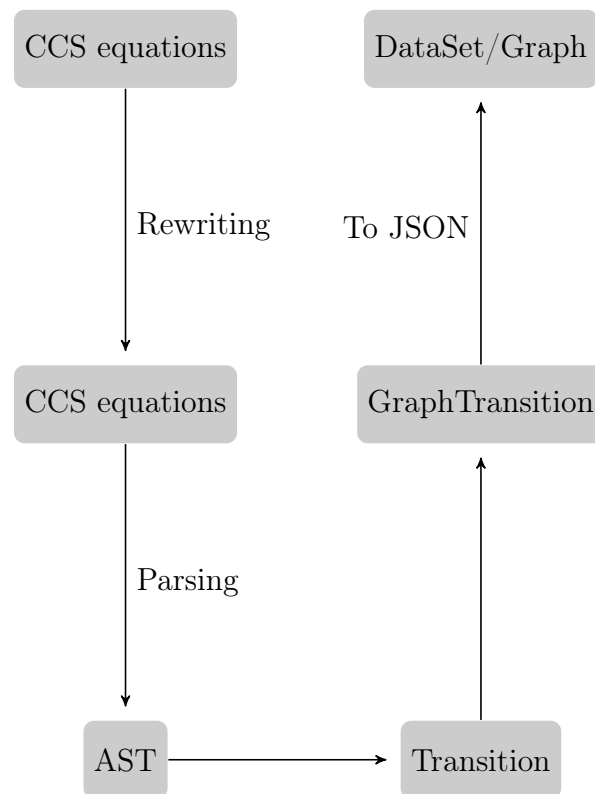 CCS equations
DataSet/Graph
Rewriting
To JSON
CCS equations
GraphTransition
Parsing
AST
Transition